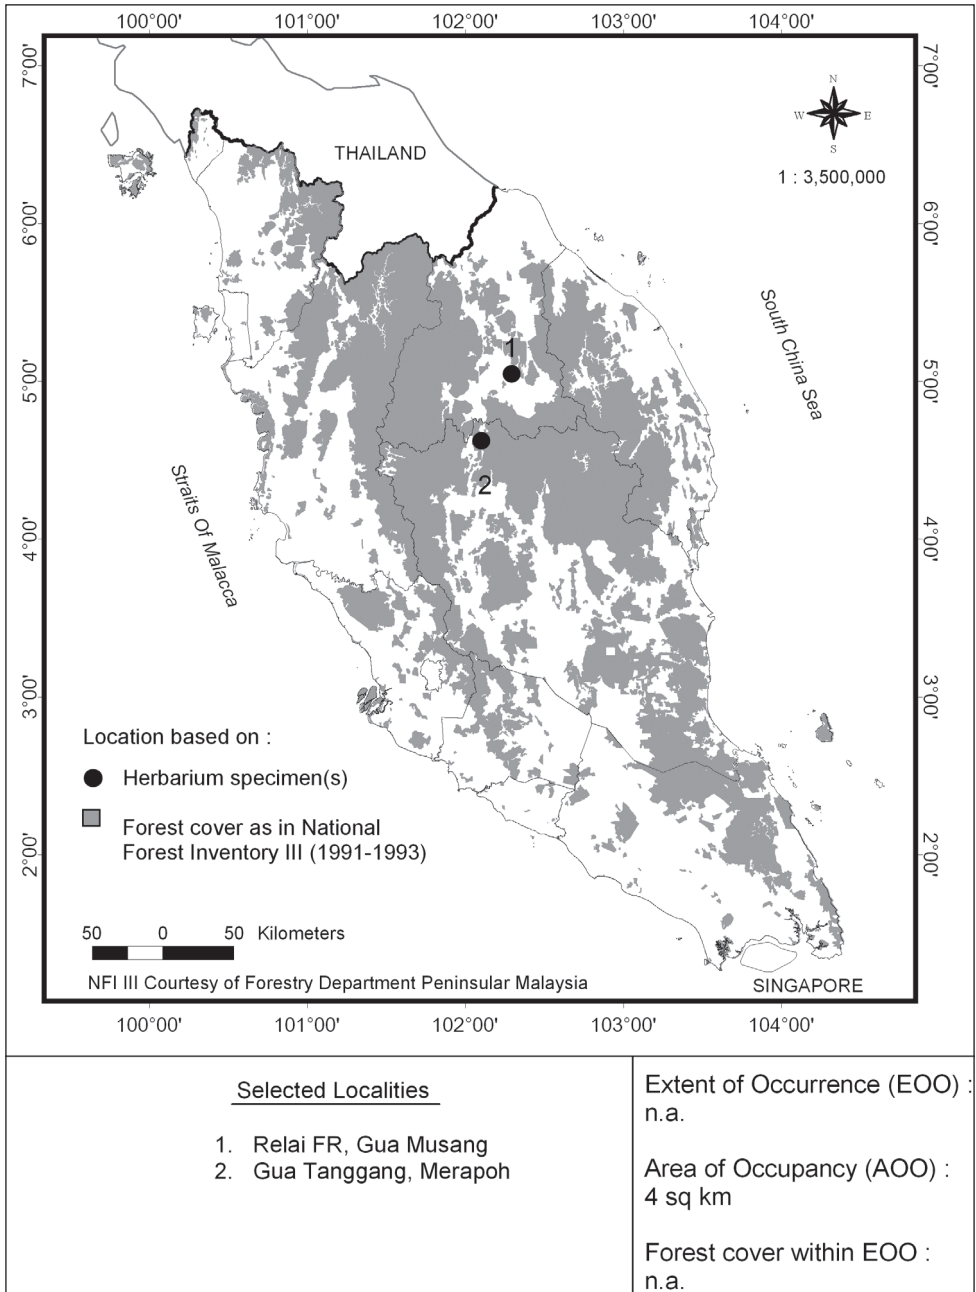 100°00' 101°00' 102°00' 103°00' 104°00'
7°00'
7°00'
N
W E
S
THAILAND
1 : 3,500,000
6°00'
6°00'
South China Sea
1
5°00'
5°00'
2
Straits Of Malacca
4°00'
4°00'
3°00'
3°00'
Location based on :
Herbarium specimen(s)
Forest cover as in National
Forest Inventory III (1991-1993)
2°00'
2°00'
50 0 50 Kilometers
NFI III Courtesy of Forestry Department Peninsular Malaysia
SINGAPORE
100°00' 101°00' 102°00' 103°00' 104°00'
Selected Localities
1. Relai FR, Gua Musang
2. Gua Tanggang, Merapoh
Extent of Occurrence (EOO) :
n.a.
Area of Occupancy (AOO) :
4 sq km
Forest cover within EOO :
n.a.